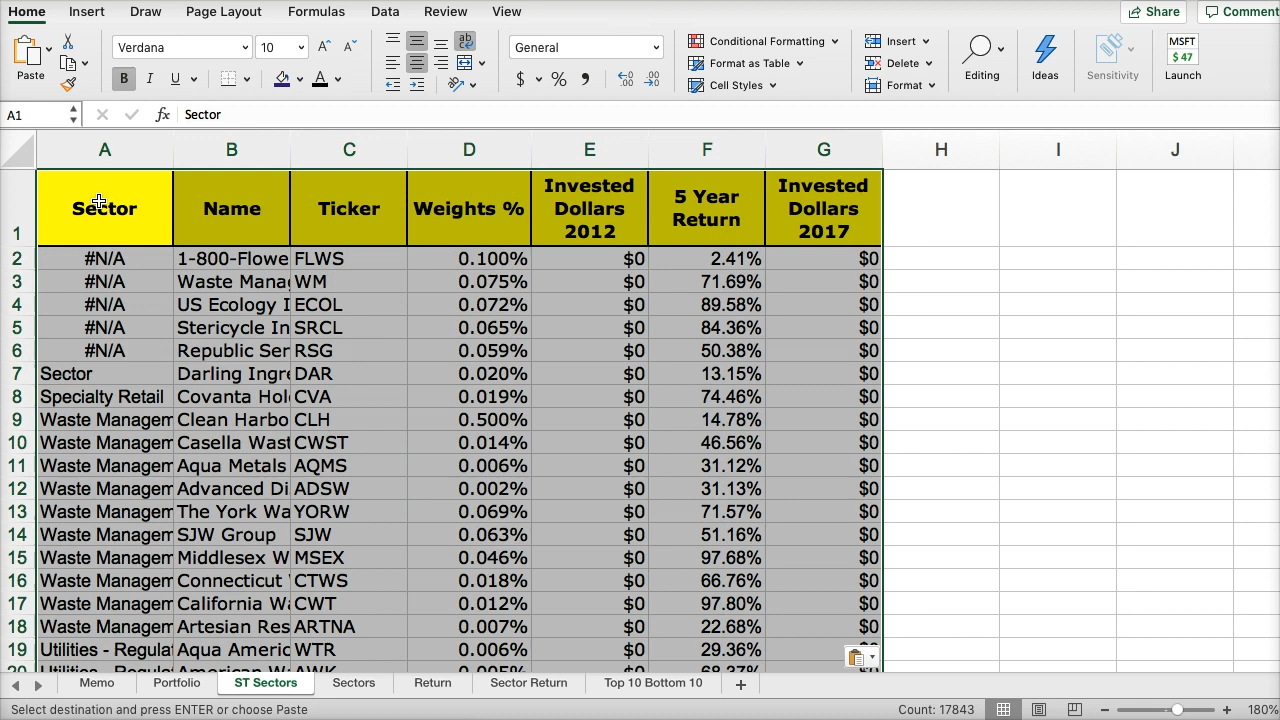 Home Insert Draw Page Layout Formulas Data Review View Share Comment
Paste Verdana 10 A A ab General Conditional Formatting Insert MSFT
B I U A $ % , Format as Table Delete $ 47
Cell Styles Format Editing Ideas Sensitivity Launch
A1 fx Sector
A B C D E F G H I J
1 Sector Name Ticker Weights % Invested Dollars 2012 5 Year Return Invested Dollars 2017
2 #N/A 1-800-Flowe FLWS 0.100% $0 2.41% $0
3 #N/A Waste Mana WM 0.075% $0 71.69% $0
4 #N/A US Ecology I ECOL 0.072% $0 89.58% $0
5 #N/A Stericycle In SRCL 0.065% $0 84.36% $0
6 #N/A Republic Ser RSG 0.059% $0 50.38% $0
7 Sector Darling Ingre DAR 0.020% $0 13.15% $0
8 Specialty Retail Covanta Hol CVA 0.019% $0 74.46% $0
9 Waste Managem Clean Harbo CLH 0.500% $0 14.78% $0
10 Waste Managem Casella Wast CWST 0.014% $0 46.56% $0
11 Waste Managem Aqua Metals AQMS 0.006% $0 31.12% $0
12 Waste Managem Advanced Di ADSW 0.002% $0 31.13% $0
13 Waste Managem The York Wa YORW 0.069% $0 71.57% $0
14 Waste Managem SJW Group SJW 0.063% $0 51.16% $0
15 Waste Managem Middlesex W MSEX 0.046% $0 97.68% $0
16 Waste Managem Connecticut CTWS 0.018% $0 66.76% $0
17 Waste Managem California Wa CWT 0.012% $0 97.80% $0
18 Waste Managem Artesian Res ARTNA 0.007% $0 22.68% $0
19 Utilities - Regulat Aqua Americ WTR 0.006% $0 29.36% $0
20 Utilities - Regulat American W AWK 0.005% $0 68.37% $0
Memo Portfolio ST Sectors Sectors Return Sector Return Top 10 Bottom 10 +
Select destination and press ENTER or choose Paste Count: 17843 180%